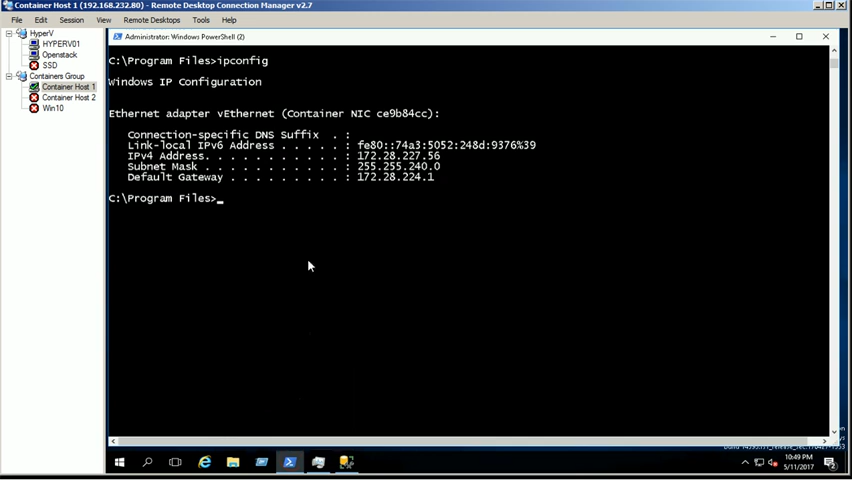 Container Host 1 (192.168.232.80) - Remote Desktop Connection Manager v2.7
File Edit Session View Remote Desktops Tools Help
HyperV
HYPERV01
Openstack
SSD
Containers Group
Container Host 1
Container Host 2
Win10
Administrator: Windows PowerShell (2)
C:\Program Files>ipconfig
Windows IP Configuration
Ethernet adapter vEthernet (Container NIC ce9b84cc):
Connection-specific DNS Suffix . :
Link-local IPv6 Address . . . . . : fe80::74a3:5052:248d:9376%39
IPv4 Address. . . . . . . . . . . : 172.28.227.56
Subnet Mask . . . . . . . . . . . : 255.255.240.0
Default Gateway . . . . . . . . . : 172.28.224.1
C:\Program Files>
10:49 PM
5/11/2017